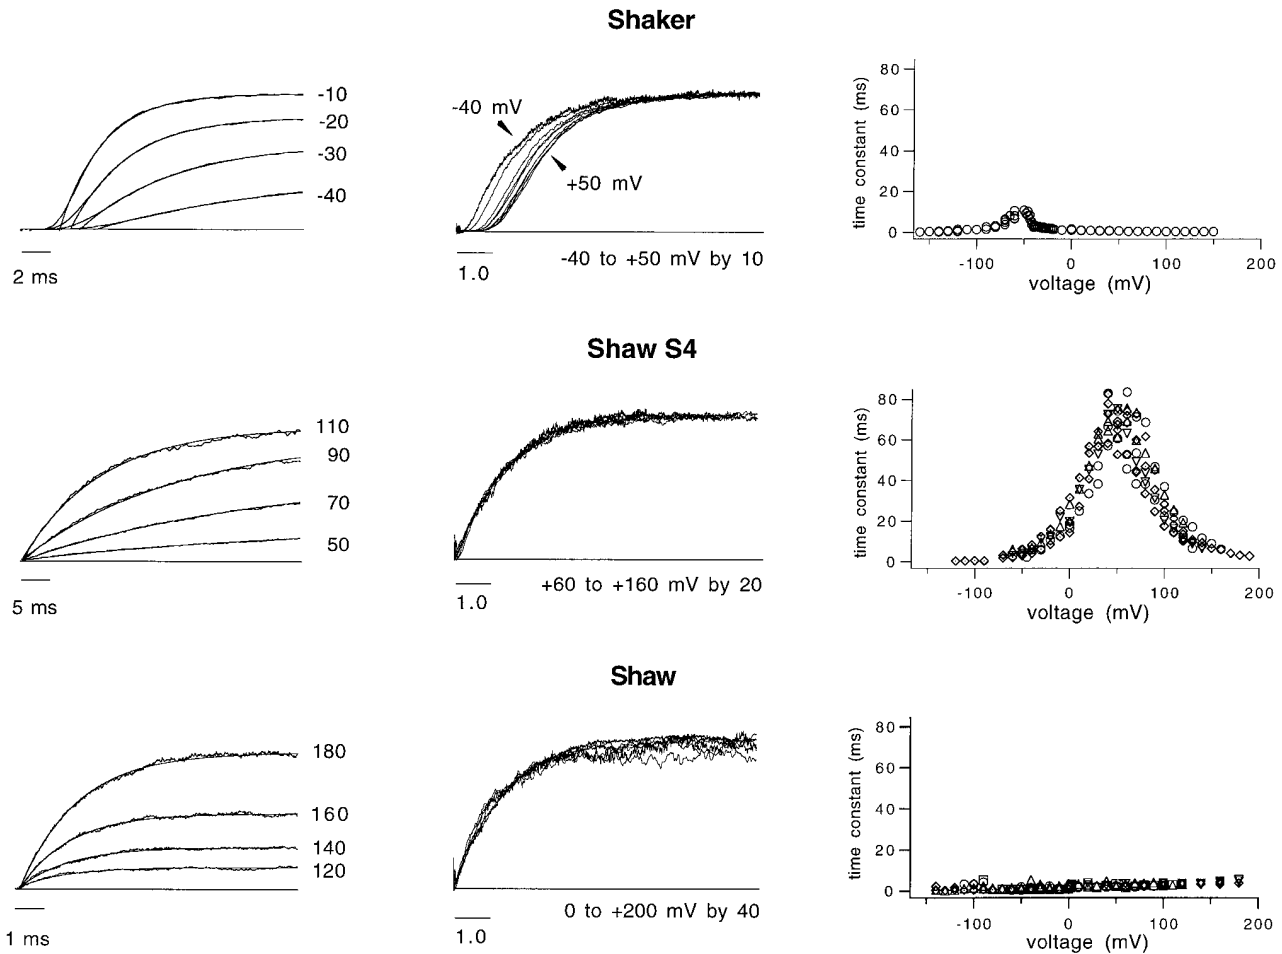 Shaker
-10
-20
-30
-40
2 ms
-40 mV
+50 mV
-40 to +50 mV by 10
1.0
time constant (ms)
80
60
40
20
0
-100 0 100 200
voltage (mV)
Shaw S4
110
90
70
50
5 ms
+60 to +160 mV by 20
1.0
time constant (ms)
80
60
40
20
0
-100 0 100 200
voltage (mV)
Shaw
180
160
140
120
1 ms
0 to +200 mV by 40
1.0
time constant (ms)
80
60
40
20
0
-100 0 100 200
voltage (mV)